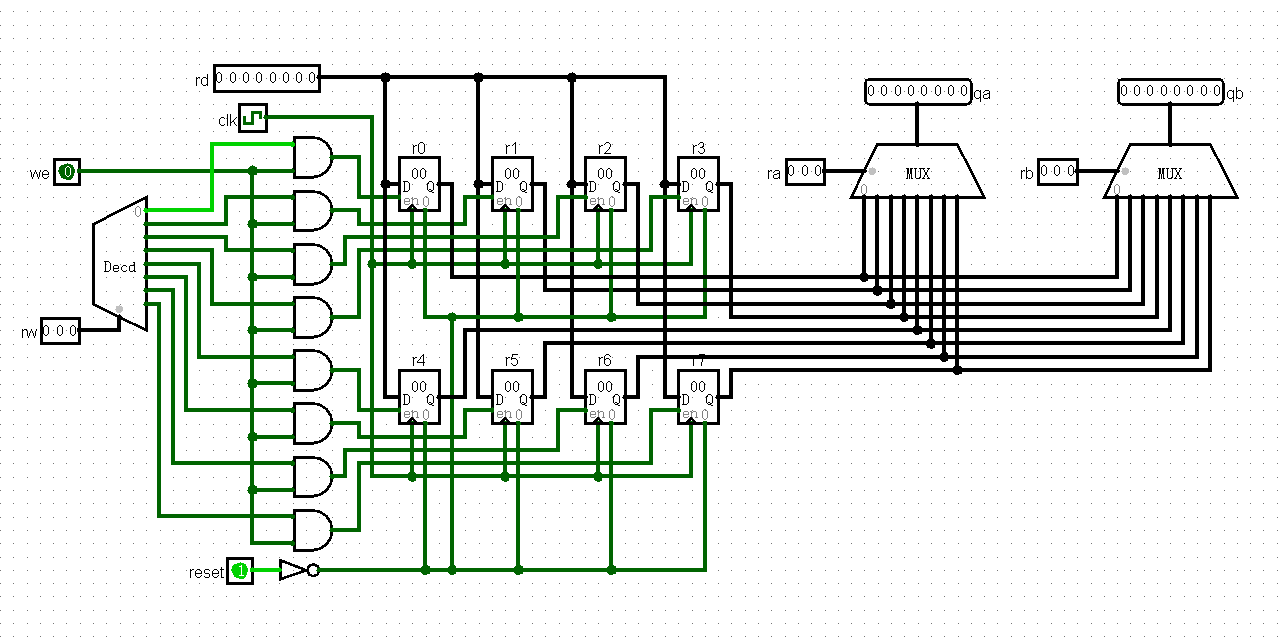 rd 0 0 0 0 0 0 0 0
0 0 0 0 0 0 0 0 qa
0 0 0 0 0 0 0 0 qb
clk
r0 r1 r2 r3
we 0
00 00 00 00
ra 0 0 0
MUX
rb 0 0 0
MUX
D Q D Q D Q D Q
0 0
en 0 en 0 en 0 en 0
0
Decd
rw 0 0 0
r4 r5 r6 r7
00 00 00 00
D Q D Q D Q D Q
en 0 en 0 en 0 en 0
reset 1